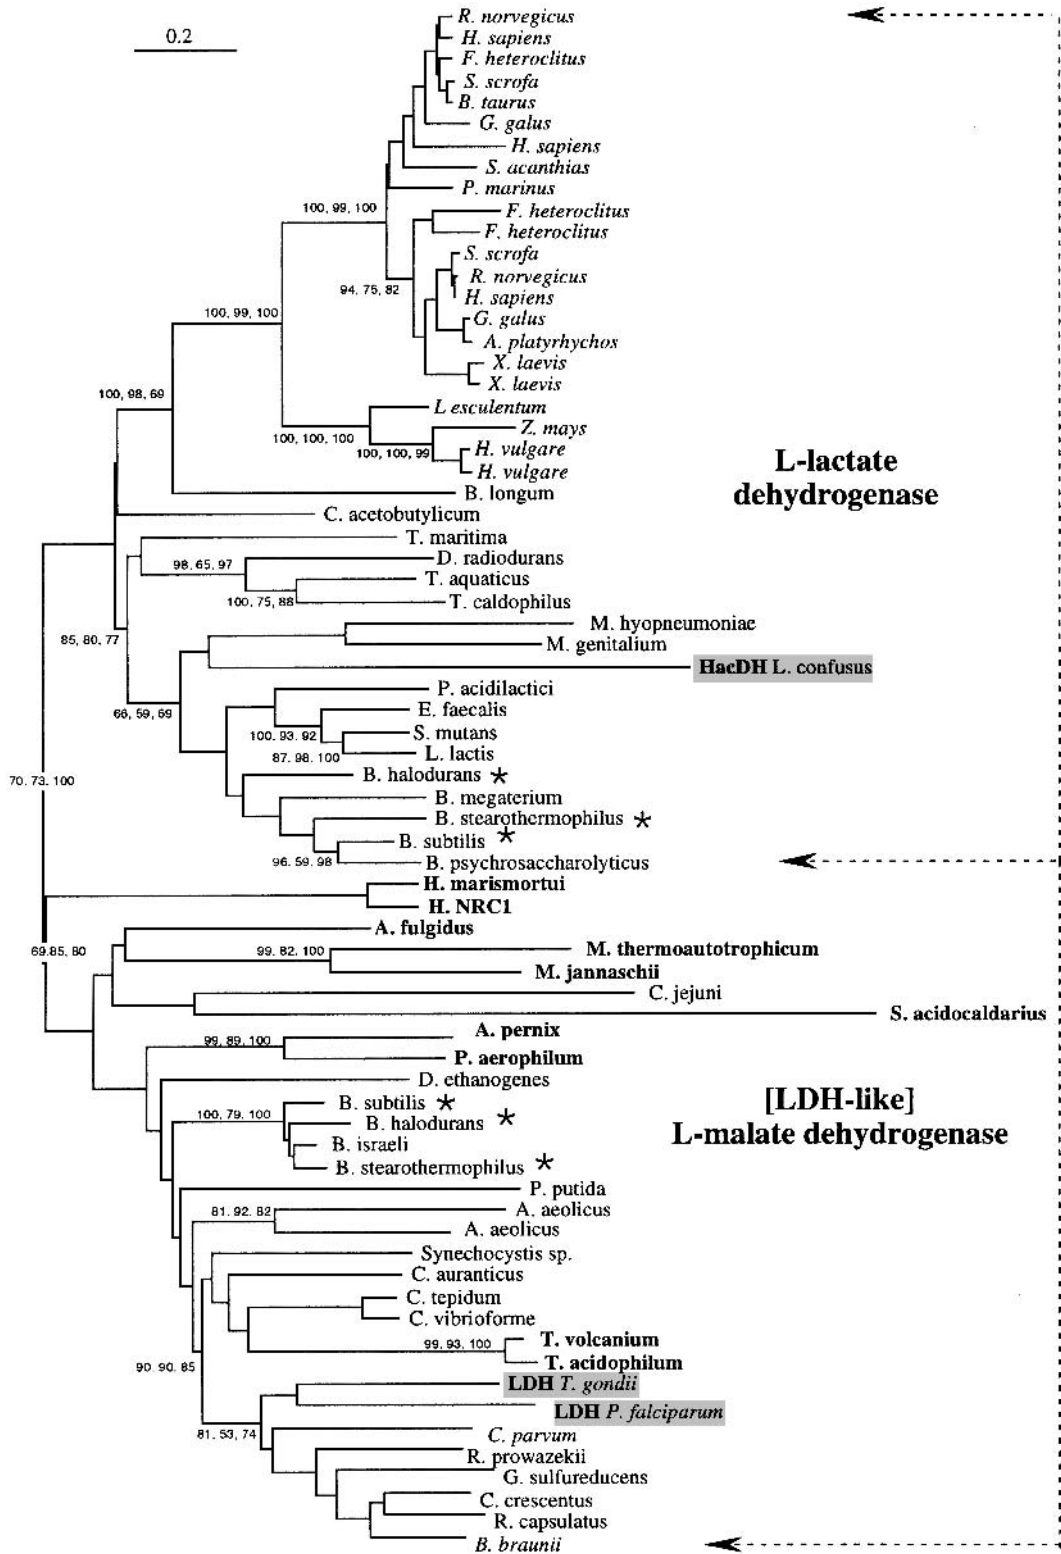 R. norvegicus
0.2
H. sapiens
F. heteroclitus
S. scrofa
B. taurus
G. galus
H. sapiens
S. acanthias
P. marinus
100, 99, 100
F. heteroclitus
F. heteroclitus
S. scrofa
R. norvegicus
94, 75, 82
H. sapiens
100, 99, 100
G. galus
A. platyrhychos
X. laevis
X. laevis
100, 98, 69
L esculentum
Z. mays
100, 100, 100
100, 100, 99
H. vulgare
H. vulgare
L-lactate
dehydrogenase
B. longum
C. acetobutylicum
T. maritima
98, 65, 97
D. radiodurans
T. aquaticus
100, 75, 88
T. caldophilus
M. hyopneumoniae
85, 80, 77
M. genitalium
HacDH L. confusus
P. acidilactici
66, 59, 69
E. faecalis
100, 93, 92
S. mutans
87, 98, 100
L. lactis
70, 73, 100
B. halodurans *
B. megaterium
B. stearothermophilus *
B. subtilis *
96, 59, 98
B. psychrosaccharolyticus
H. marismortui
H. NRC1
A. fulgidus
69,85, 80
99, 82, 100
M. thermoautotrophicum
M. jannaschii
C. jejuni
S. acidocaldarius
A. pernix
99, 89, 100
P. aerophilum
D. ethanogenes
[LDH-like]
L-malate dehydrogenase
100, 79, 100
B. subtilis *
B. halodurans *
B. israeli
B. stearothermophilus *
P. putida
81, 92, 82
A. aeolicus
A. aeolicus
Synechocystis sp.
C. auranticus
C. tepidum
C. vibrioforme
99, 93, 100
T. volcanium
T. acidophilum
90, 90, 85
LDH T. gondii
LDH P. falciparum
81, 53, 74
C. parvum
R. prowazekii
G. sulfureducens
C. crescentus
R. capsulatus
B. braunii